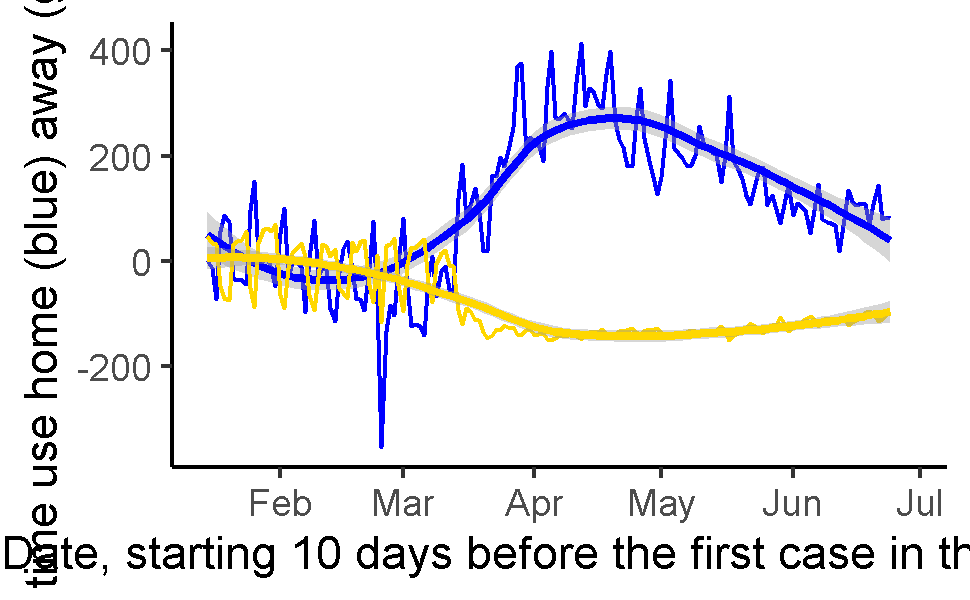 time use home (blue) away (
400
200
0
-200
Feb Mar Apr May Jun Jul
Date, starting 10 days before the first case in th